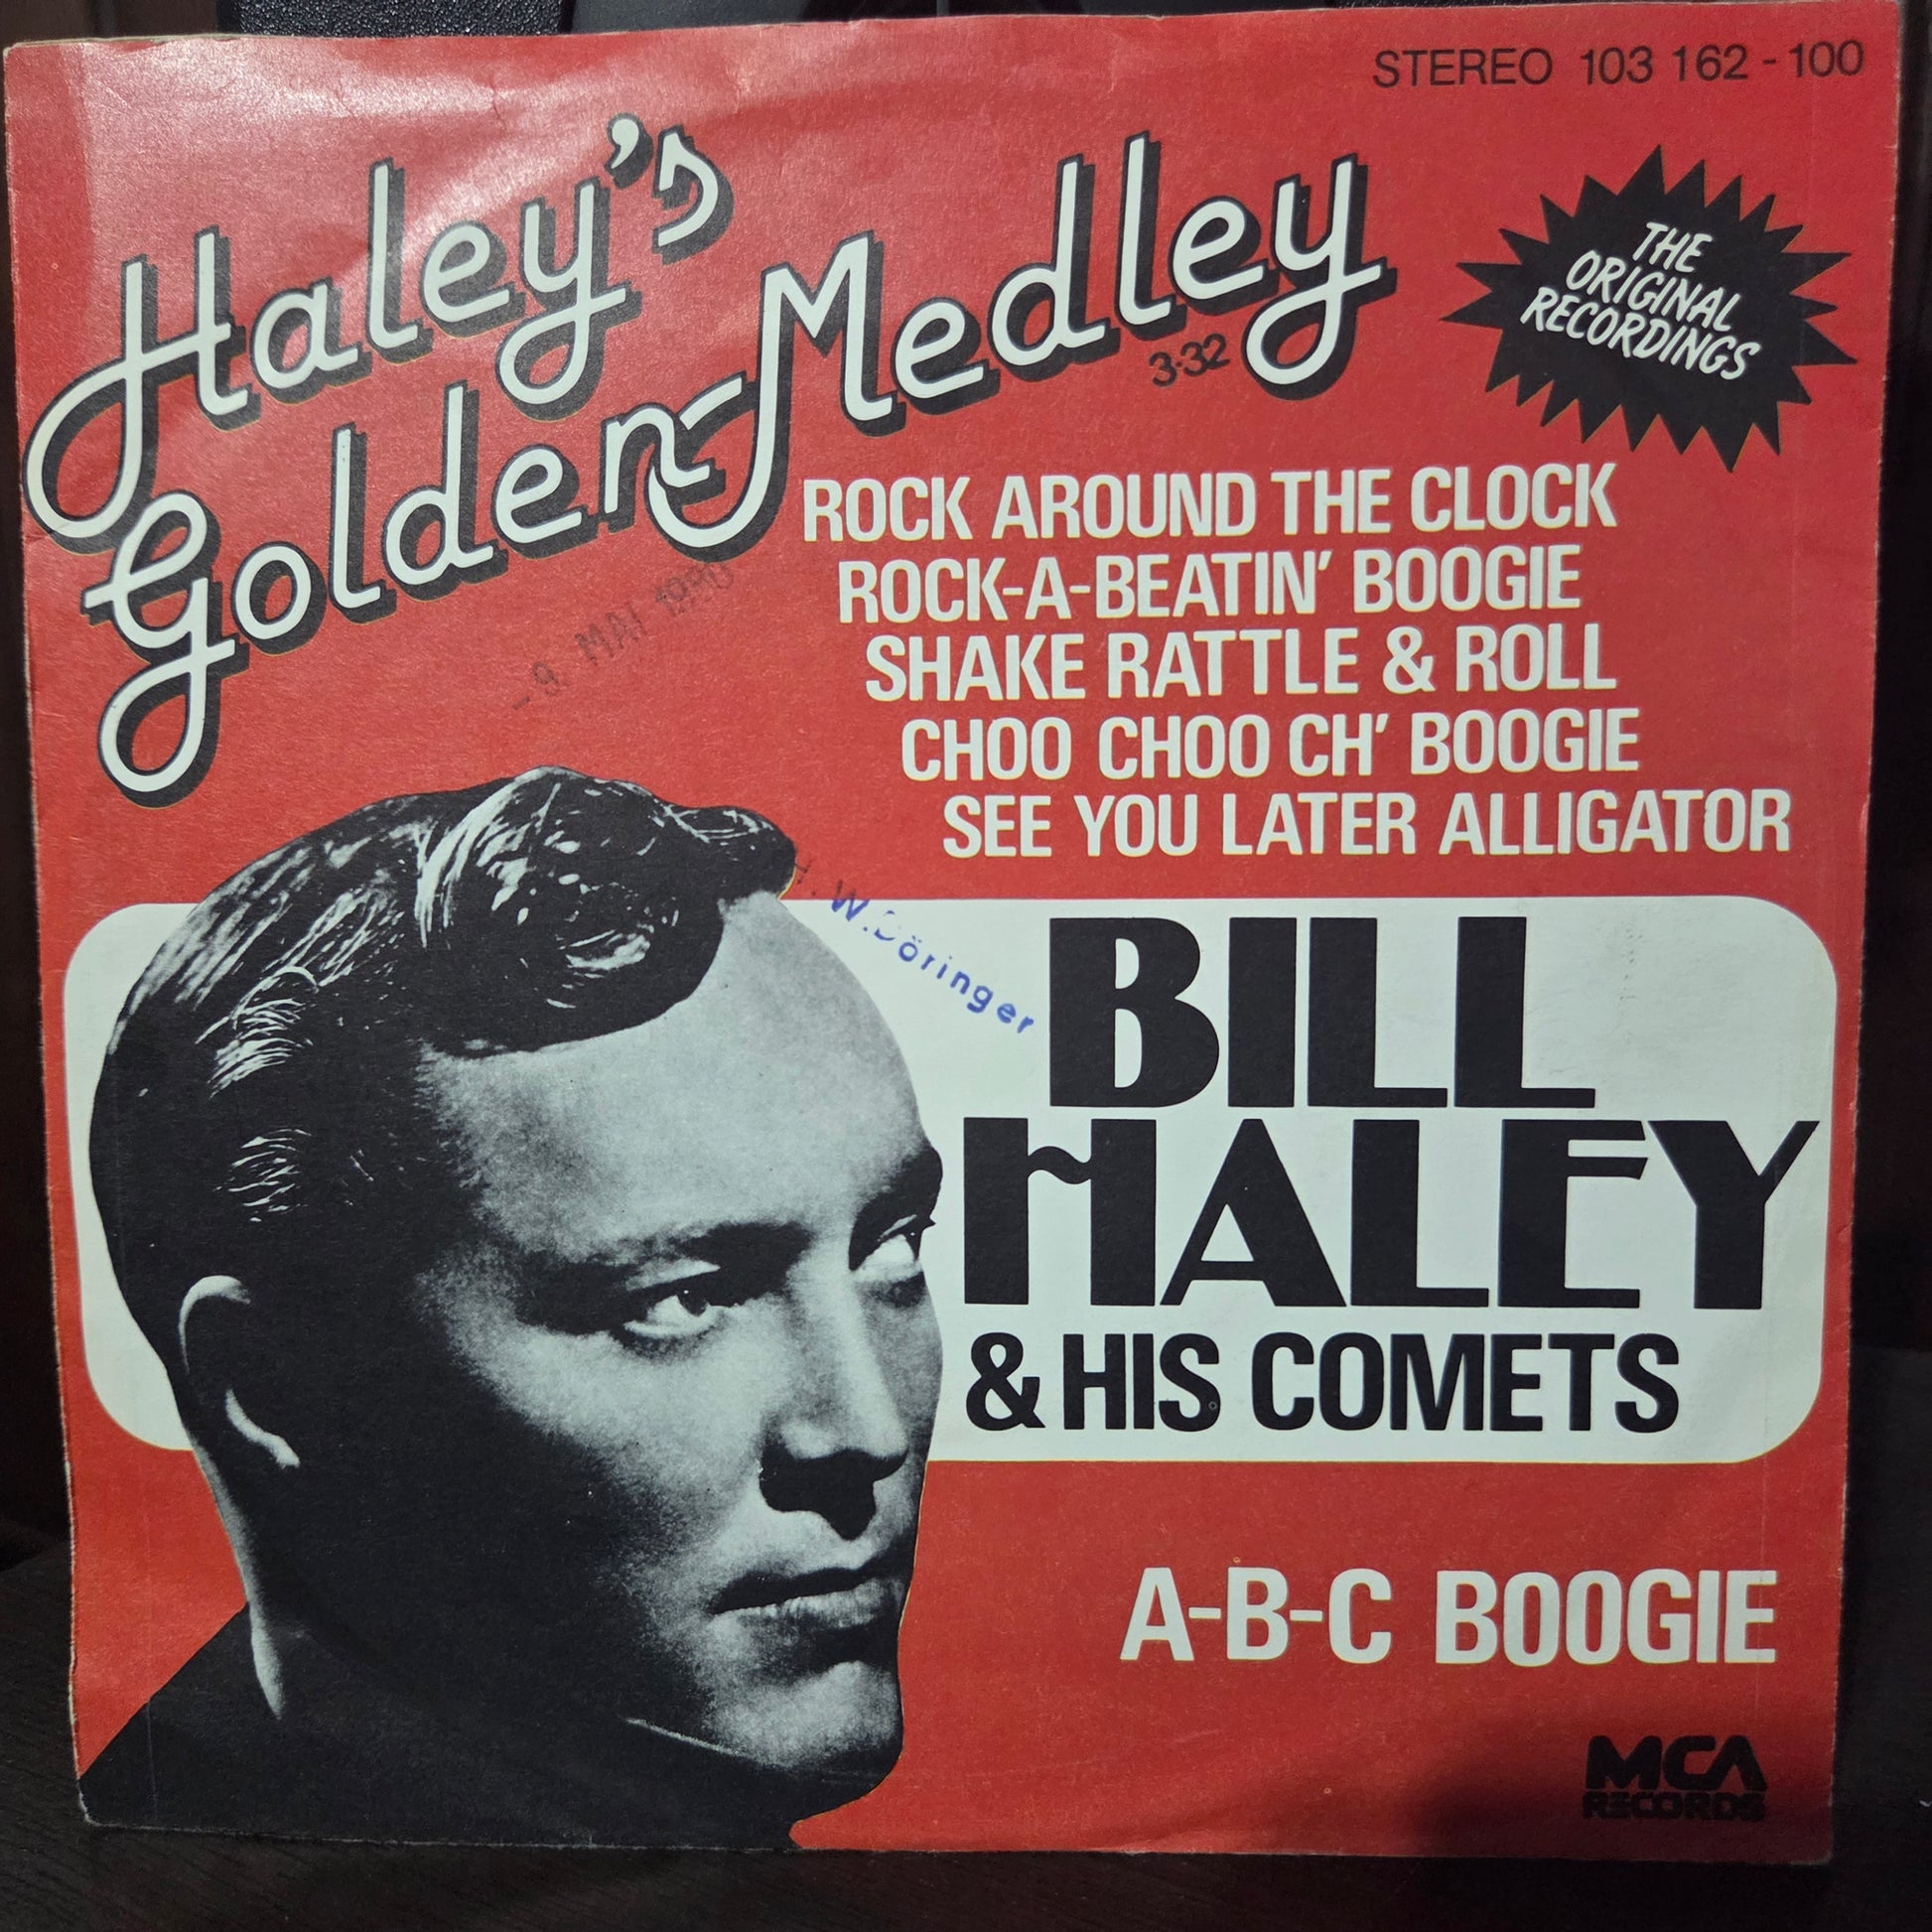 STEREO 103 162 - 100
Haley's
Golden Medley
3·32
THE
ORIGINAL
RECORDINGS
ROCK AROUND THE CLOCK
ROCK-A-BEATIN' BOOGIE
SHAKE RATTLE & ROLL
CHOO CHOO CH' BOOGIE
SEE YOU LATER ALLIGATOR
- 9. MAI 1980
W. Döringer
BILL
HALEY
& HIS COMETS
A-B-C BOOGIE
MCA
RECORDS